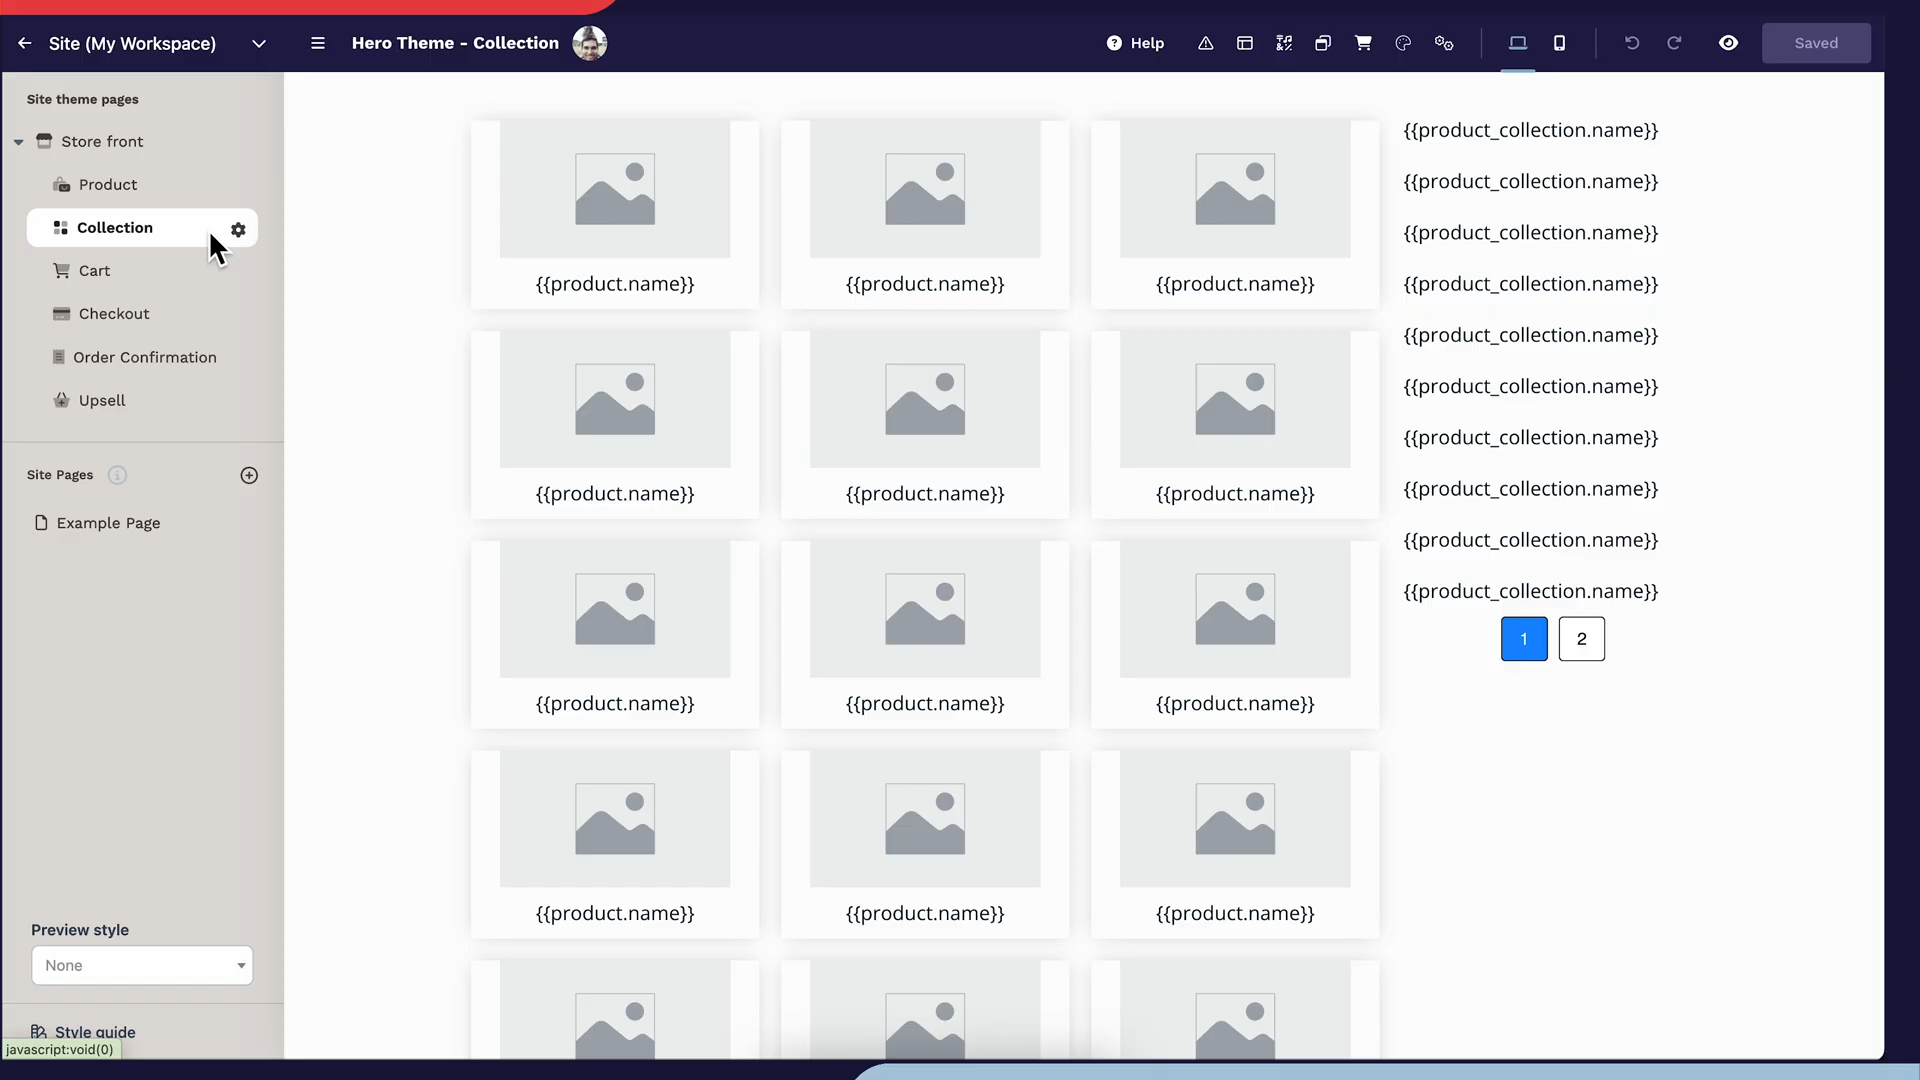 Site (My Workspace)
Hero Theme - Collection
Help
Saved
Site theme pages
Store front
Product
Collection
Cart
Checkout
Order Confirmation
Upsell
Site Pages
Example Page
Preview style
None
Style guide
javascript:void(0)
{{product.name}} {{product.name}} {{product.name}}
{{product.name}} {{product.name}} {{product.name}}
{{product.name}} {{product.name}} {{product.name}}
{{product.name}} {{product.name}} {{product.name}}
{{product_collection.name}}
{{product_collection.name}}
{{product_collection.name}}
{{product_collection.name}}
{{product_collection.name}}
{{product_collection.name}}
{{product_collection.name}}
{{product_collection.name}}
{{product_collection.name}}
{{product_collection.name}}
1 2